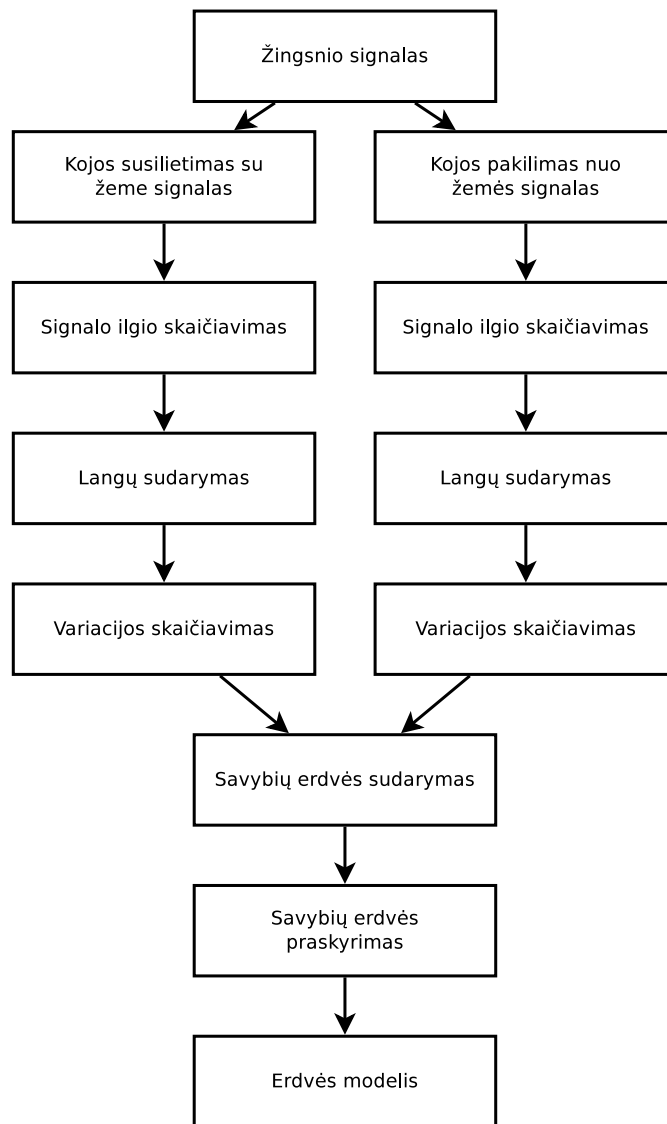 Žingsnio signalas
Kojos susilietimas su
žeme signalas
Kojos pakilimas nuo
žemės signalas
Signalo ilgio skaičiavimas
Signalo ilgio skaičiavimas
Langų sudarymas
Langų sudarymas
Variacijos skaičiavimas
Variacijos skaičiavimas
Savybių erdvės sudarymas
Savybių erdvės
praskyrimas
Erdvės modelis